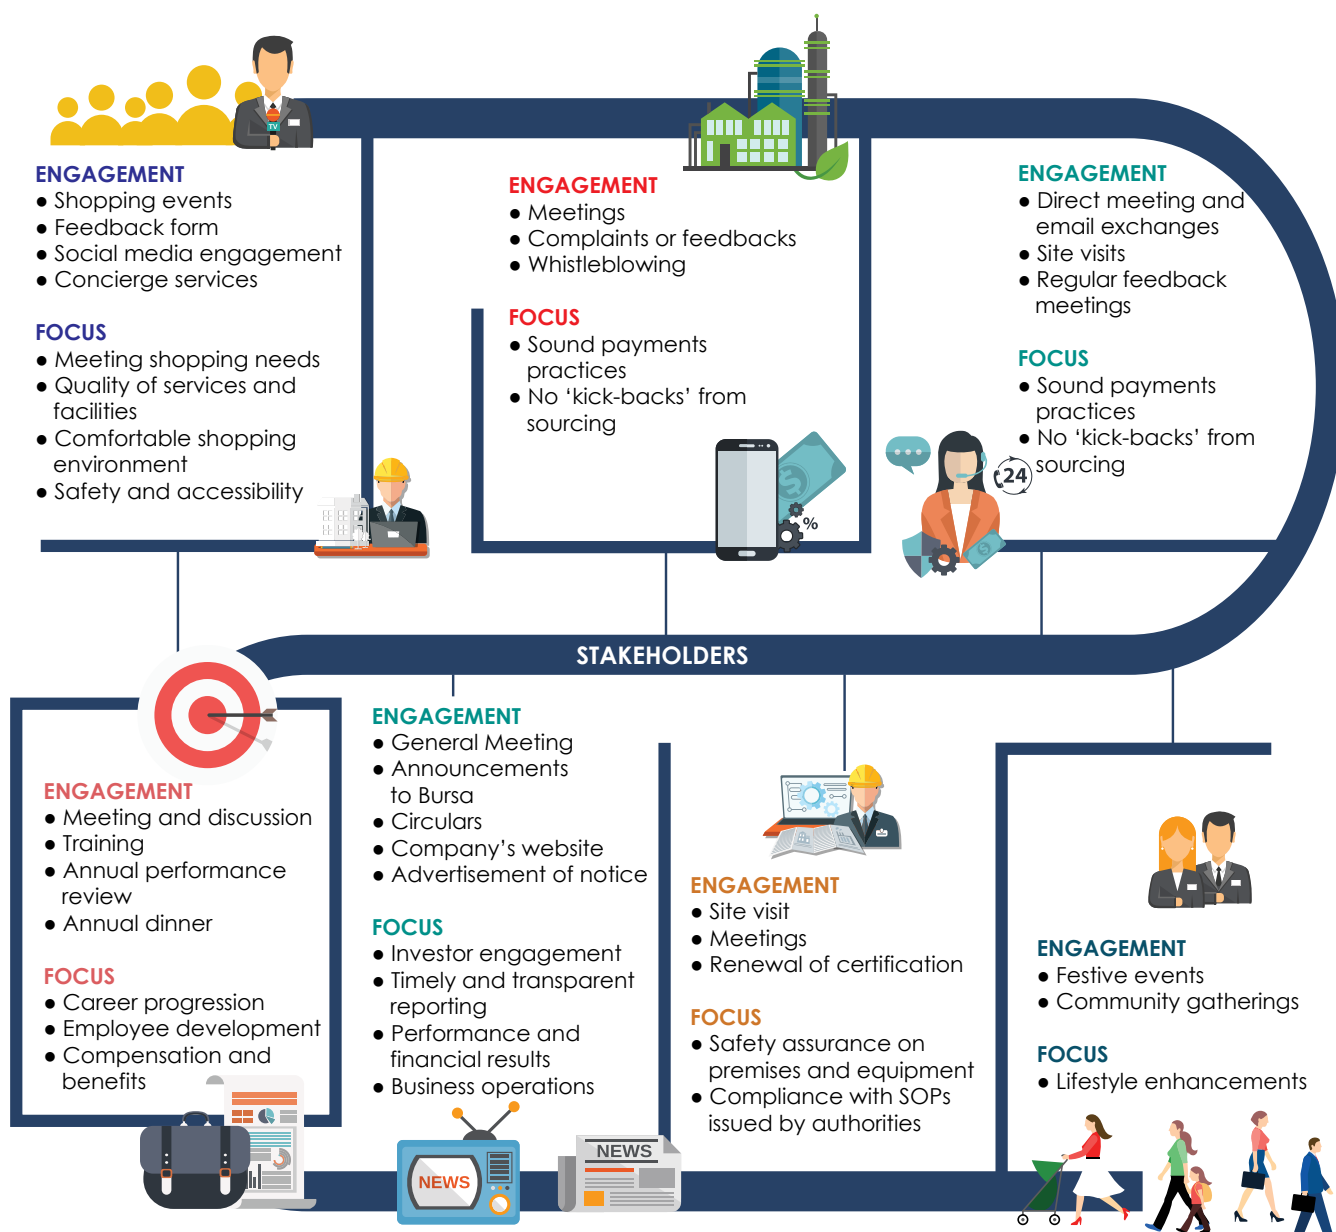 TV
ENGAGEMENT
● Shopping events
● Feedback form
● Social media engagement
● Concierge services
FOCUS
● Meeting shopping needs
● Quality of services and
facilities
● Comfortable shopping
environment
● Safety and accessibility
ENGAGEMENT
● Meetings
● Complaints or feedbacks
● Whistleblowing
FOCUS
● Sound payments
practices
● No ‘kick-backs’ from
sourcing
$
%
ENGAGEMENT
● Direct meeting and
email exchanges
● Site visits
● Regular feedback
meetings
FOCUS
● Sound payments
practices
● No ‘kick-backs’ from
sourcing
24
$
STAKEHOLDERS
ENGAGEMENT
● Meeting and discussion
● Training
● Annual performance
review
● Annual dinner
FOCUS
● Career progression
● Employee development
● Compensation and
benefits
ENGAGEMENT
● General Meeting
● Announcements
to Bursa
● Circulars
● Company’s website
● Advertisement of notice
FOCUS
● Investor engagement
● Timely and transparent
reporting
● Performance and
financial results
● Business operations
NEWS
NEWS
ENGAGEMENT
● Site visit
● Meetings
● Renewal of certification
FOCUS
● Safety assurance on
premises and equipment
● Compliance with SOPs
issued by authorities
ENGAGEMENT
● Festive events
● Community gatherings
FOCUS
● Lifestyle enhancements